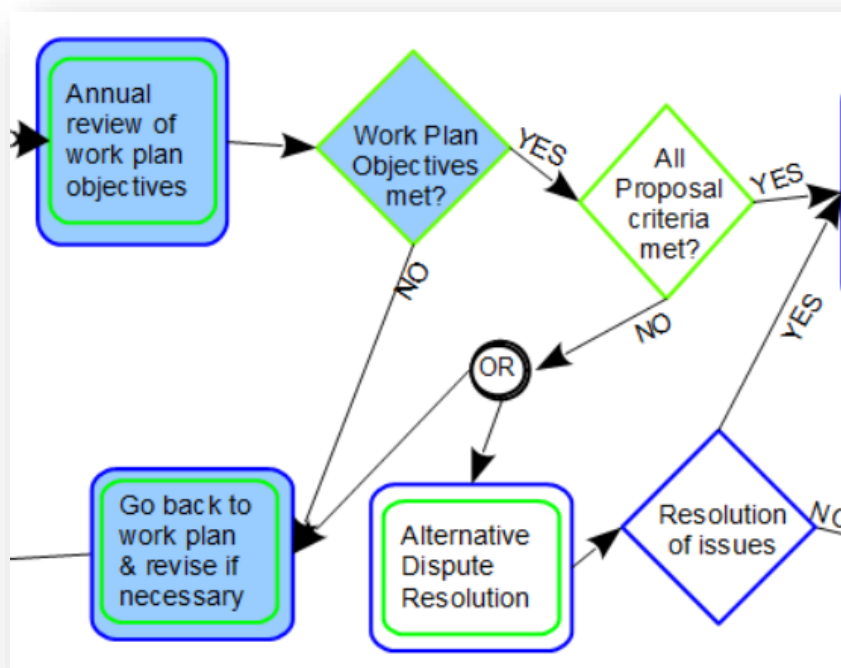 Annual
review of
work plan
objectives
Work Plan
Objectives
met?
YES
All
Proposal
criteria
met?
YES
NO
NO
OR
YES
Go back to
work plan
& revise if
necessary
Alternative
Dispute
Resolution
Resolution
of issues
NO